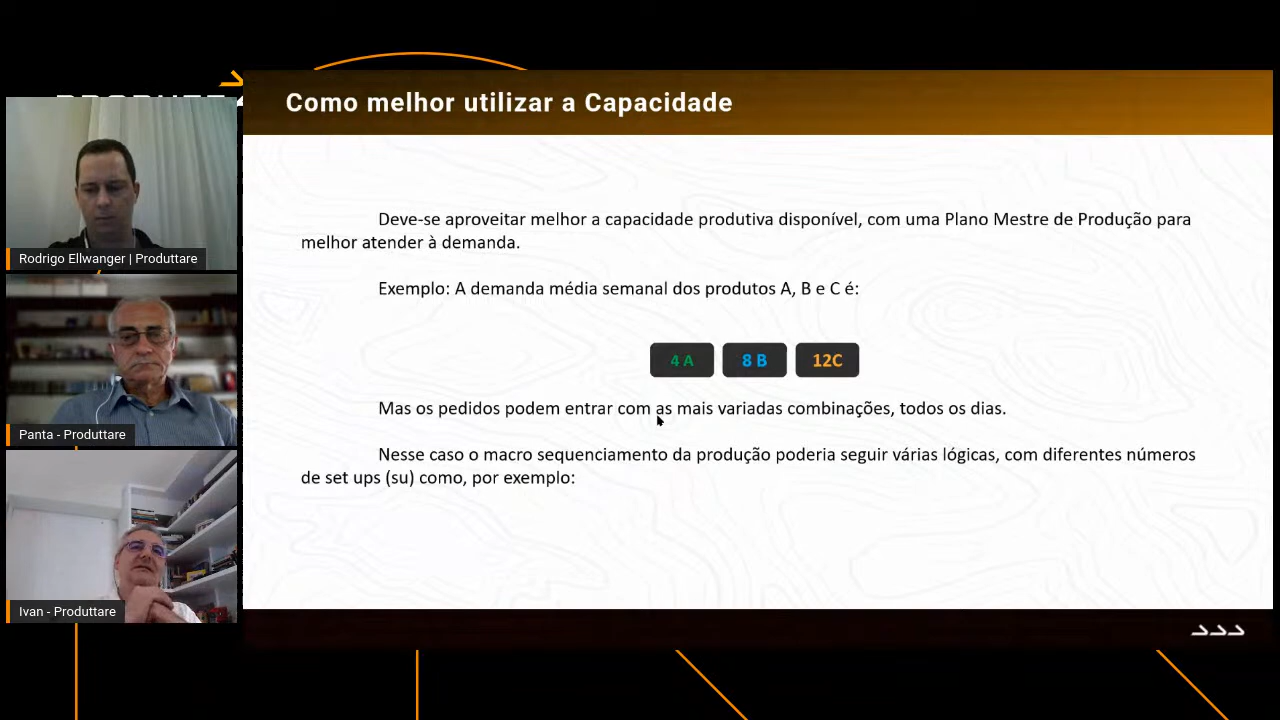 Como melhor utilizar a Capacidade
Deve-se aproveitar melhor a capacidade produtiva disponível, com uma Plano Mestre de Produção para
melhor atender à demanda.
Exemplo: A demanda média semanal dos produtos A, B e C é:
4 A 8 B 12C
Mas os pedidos podem entrar com as mais variadas combinações, todos os dias.
Nesse caso o macro sequenciamento da produção poderia seguir várias lógicas, com diferentes números
de set ups (su) como, por exemplo:
Rodrigo Ellwanger | Produttare
Panta - Produttare
Ivan - Produttare